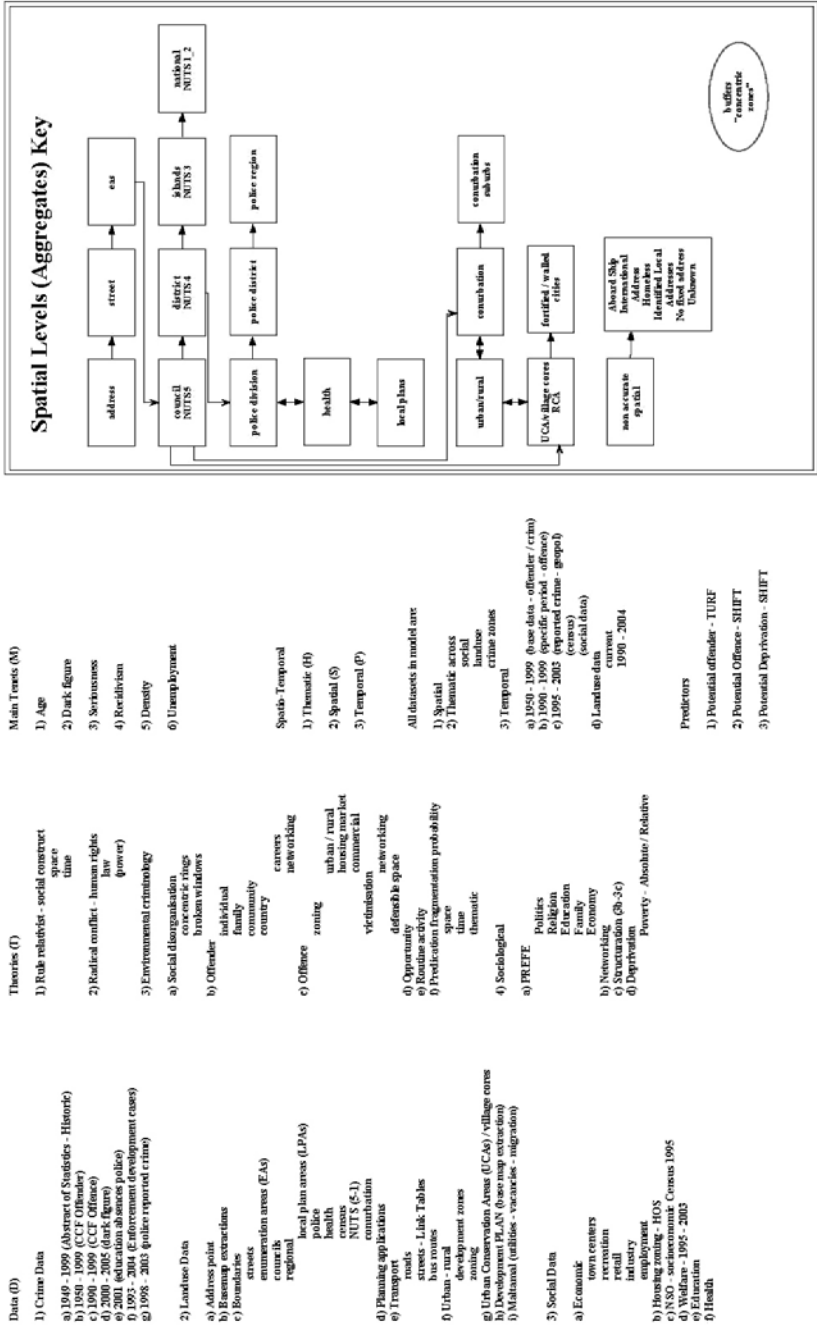 Data (D)
1) Crime Data
a) 1949 - 1999 (Abstract of Statistics - Historic)
b) 1950 - 1999 (CCF Offender)
c) 1990 - 1999 (CCF Offence)
d) 2000 - 2005 (dark figure)
e) 2001 (education absences police)
f) 1993 - 2004 (Enforcement development cases)
g) 1998 - 2003 (police reported crime)
2) Landuse Data
a) Address point
b) Basemap extractions
c) Boundaries
streets
enumeration areas (EAs)
councils
regional
local plan areas (LPAs)
police
health
census
NUTS (5-1)
conurbation
d) Planning applications
e) Transport
roads
streets - Link Tables
bus routes
f) Urban - rural
development zones
zoning
g) Urban Conservation Areas (UCAs) / village cores
h) Development PLAN (base map extraction)
i) Maltamal (utilities - vacancies - migration)
3) Social Data
a) Economic
town centers
recreation
retail
industry
employment
b) Housing zoning - HOS
c) NSO - socioeconomic Census 1995
d) Welfare - 1995 - 2003
e) Education
f) Health
Theories (T)
1) Rule relativist - social construct
space
time
2) Radical conflict - human rights
law
(power)
3) Environmental criminology
a) Social disorganisation
concentric rings
broken windows
b) Offender
individual
family
community
country
careers
networking
c) Offence
zoning
urban / rural
housing market
commercial
victimisation
networking
defensible space
d) Opportunity
e) Routine activity
f) Predication fragmentation probability
space
time
thematic
4) Sociological
a) PREFE
Politics
Religion
Education
Family
Economy
b) Networking
c) Structuration (3b-3c)
d) Deprivation
Poverty - Absolute / Relative
Main Tenets (M)
1) Age
2) Dark figure
3) Seriousness
4) Recidivism
5) Density
6) Unemployment
Spatio-Temporal
1) Thematic (H)
2) Spatial (S)
3) Temporal (P)
All datasets in model are:
1) Spatial
2) Thematic across
social
landuse
crime zones
3) Temporal
a) 1950 - 1999 (base data - offender / crim)
b) 1990 - 1999 (specific period - offence)
c) 1995 - 2003 (reported crime - geopol)
(census)
(social data)
d) Landuse data
current
1990 - 2004
Predictors
1) Potential offender - TURF
2) Potential Offence - SHIFT
3) Potential Deprivation - SHIFT
Spatial Levels (Aggregates) Key
address
street
eas
council
NUTS5
district
NUTS 4
islands
NUTS 3
national
NUTS 1_2
police division
police district
police region
health
local plans
urban/rural
conurbation
conurbation
suburbs
UCA/village cores
RCA
fortified / walled
cities
non accurate
spatial
Aboard Ship
International
Address
Homeless
Identified Local
Addresses
No fixed address
Unknown
buffers
"concentric
zones"